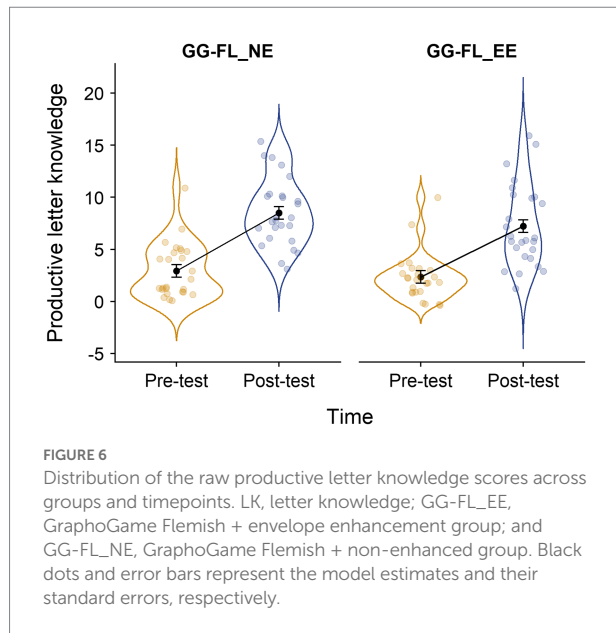 GG-FL_NE GG-FL_EE
Productive letter knowledge
20
15
10
5
0
-5
Pre-test Post-test Pre-test Post-test
Time
FIGURE 6
Distribution of the raw productive letter knowledge scores across
groups and timepoints. LK, letter knowledge; GG-FL_EE,
GraphoGame Flemish + envelope enhancement group; and
GG-FL_NE, GraphoGame Flemish + non-enhanced group. Black
dots and error bars represent the model estimates and their
standard errors, respectively.